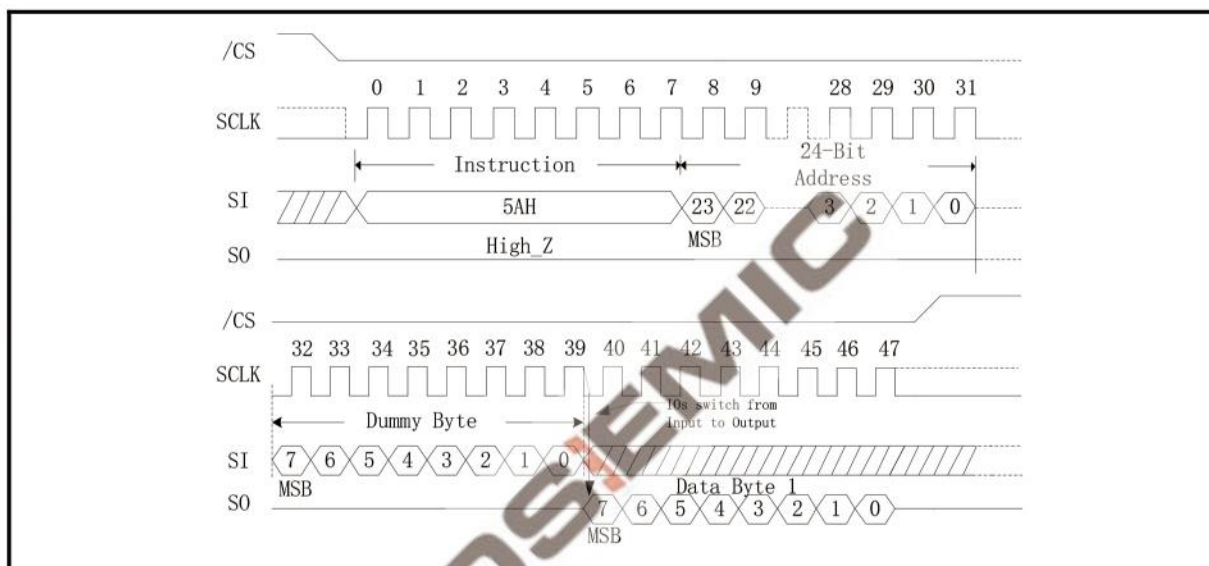 /CS
0 1 2 3 4 5 6 7 8 9 28 29 30 31
SCLK
Instruction 24-Bit
Address
SI 5AH 23 22 3 2 1 0
High_Z MSB
SO
/CS
32 33 34 35 36 37 38 39 40 41 42 43 44 45 46 47
SCLK
IOs switch from
Dummy Byte Input to Output
SI 7 6 5 4 3 2 1 0
MSB Data Byte 1
SO 7 6 5 4 3 2 1 0
MSB